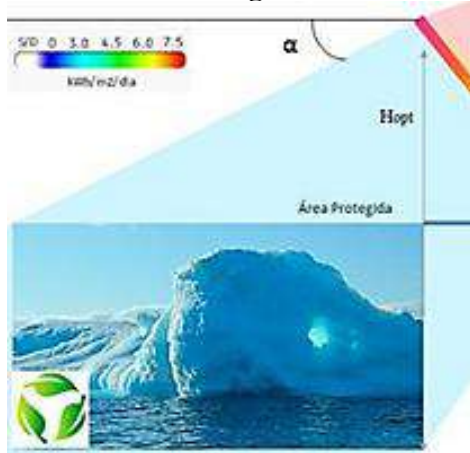 S/D 0 3.0 4.5 6.0 7.5
kWh/m2/dia
α
Hopt
Área Protegida